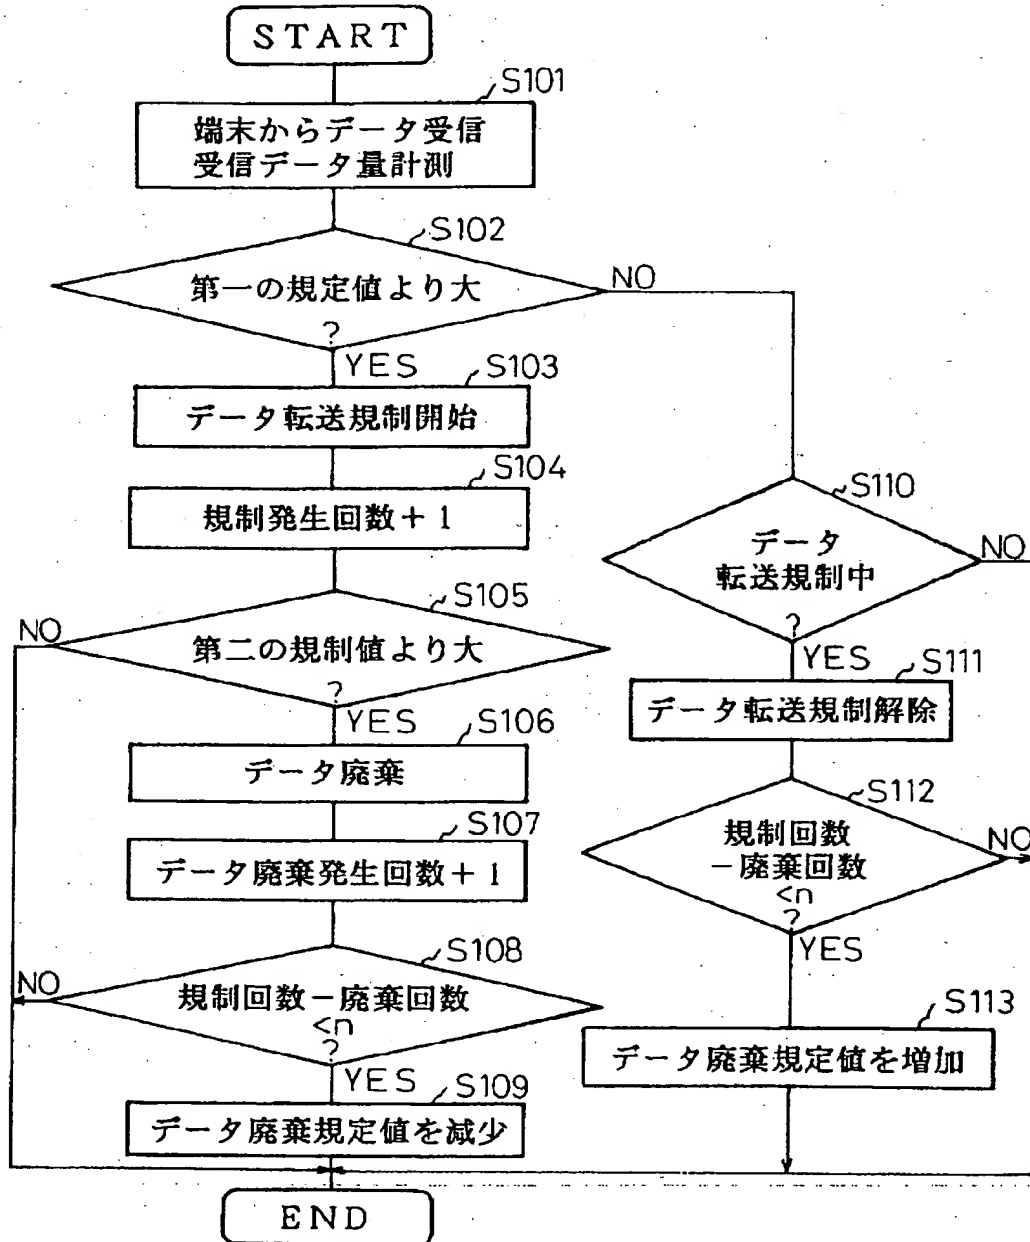 START
S101
端末からデータ受信
受信データ量計測
S102
第一の規定値より大
?
NO
YES
S103
データ転送規制開始
S104
規制発生回数+1
S105
NO
第二の規制値より大
?
YES
S106
データ廃棄
S107
データ廃棄発生回数+1
S108
NO
規制回数-廃棄回数
<n
?
YES
S109
データ廃棄規定値を減少
S110
データ
転送規制中
?
NO
YES
S111
データ転送規制解除
S112
規制回数
-廃棄回数
<n
?
NO
YES
S113
データ廃棄規定値を増加
END